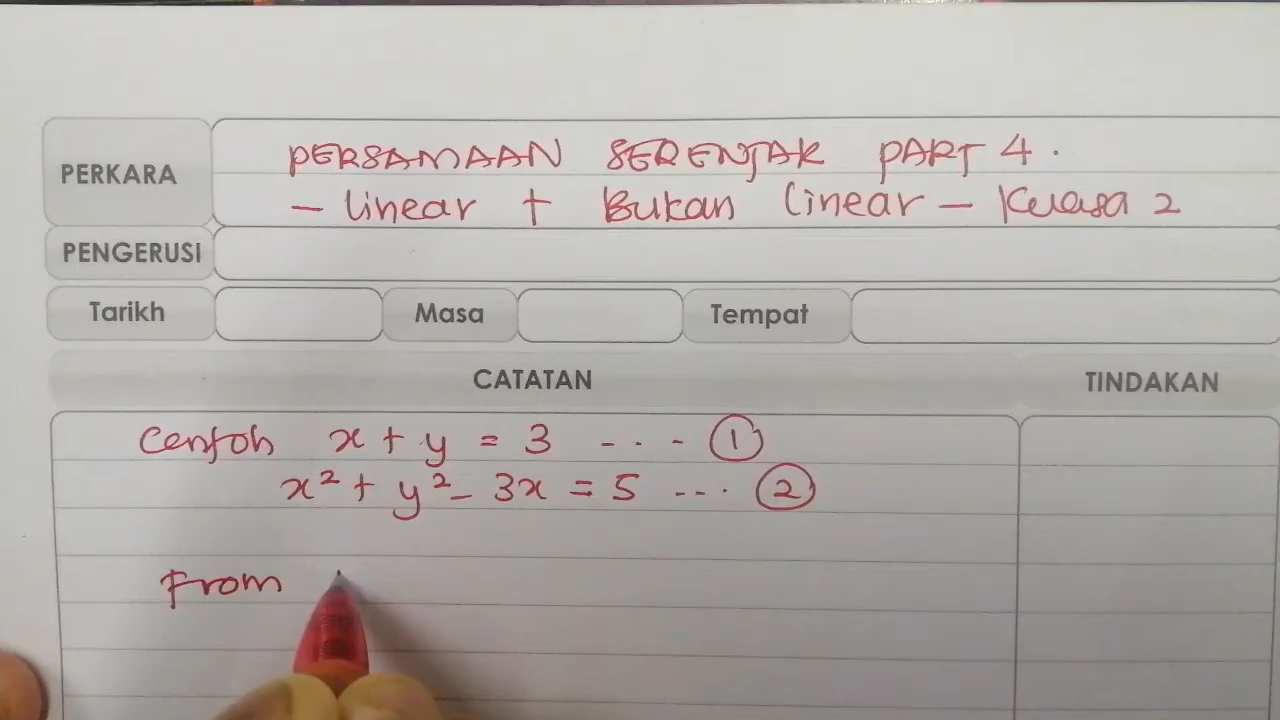 PERKARA
PERSAMAAN SERENTAK PART 4.
- linear + Bukan linear - Kuasa 2
PENGERUSI
Tarikh Masa Tempat
CATATAN TINDAKAN
Contoh x + y = 3 --- ①
x² + y² - 3x = 5 --- ②
From